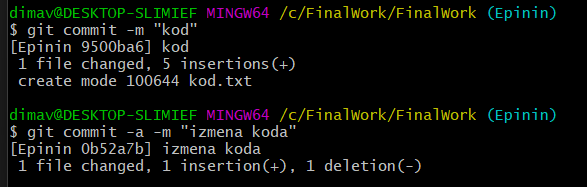 dimav@DESKTOP-SLIMIEF MINGW64 /c/FinalWork/FinalWork (Epinin)
$ git commit -m "kod"
[Epinin 9500ba6] kod
 1 file changed, 5 insertions(+)
 create mode 100644 kod.txt
dimav@DESKTOP-SLIMIEF MINGW64 /c/FinalWork/FinalWork (Epinin)
$ git commit -a -m "izmena koda"
[Epinin 0b52a7b] izmena koda
 1 file changed, 1 insertion(+), 1 deletion(-)